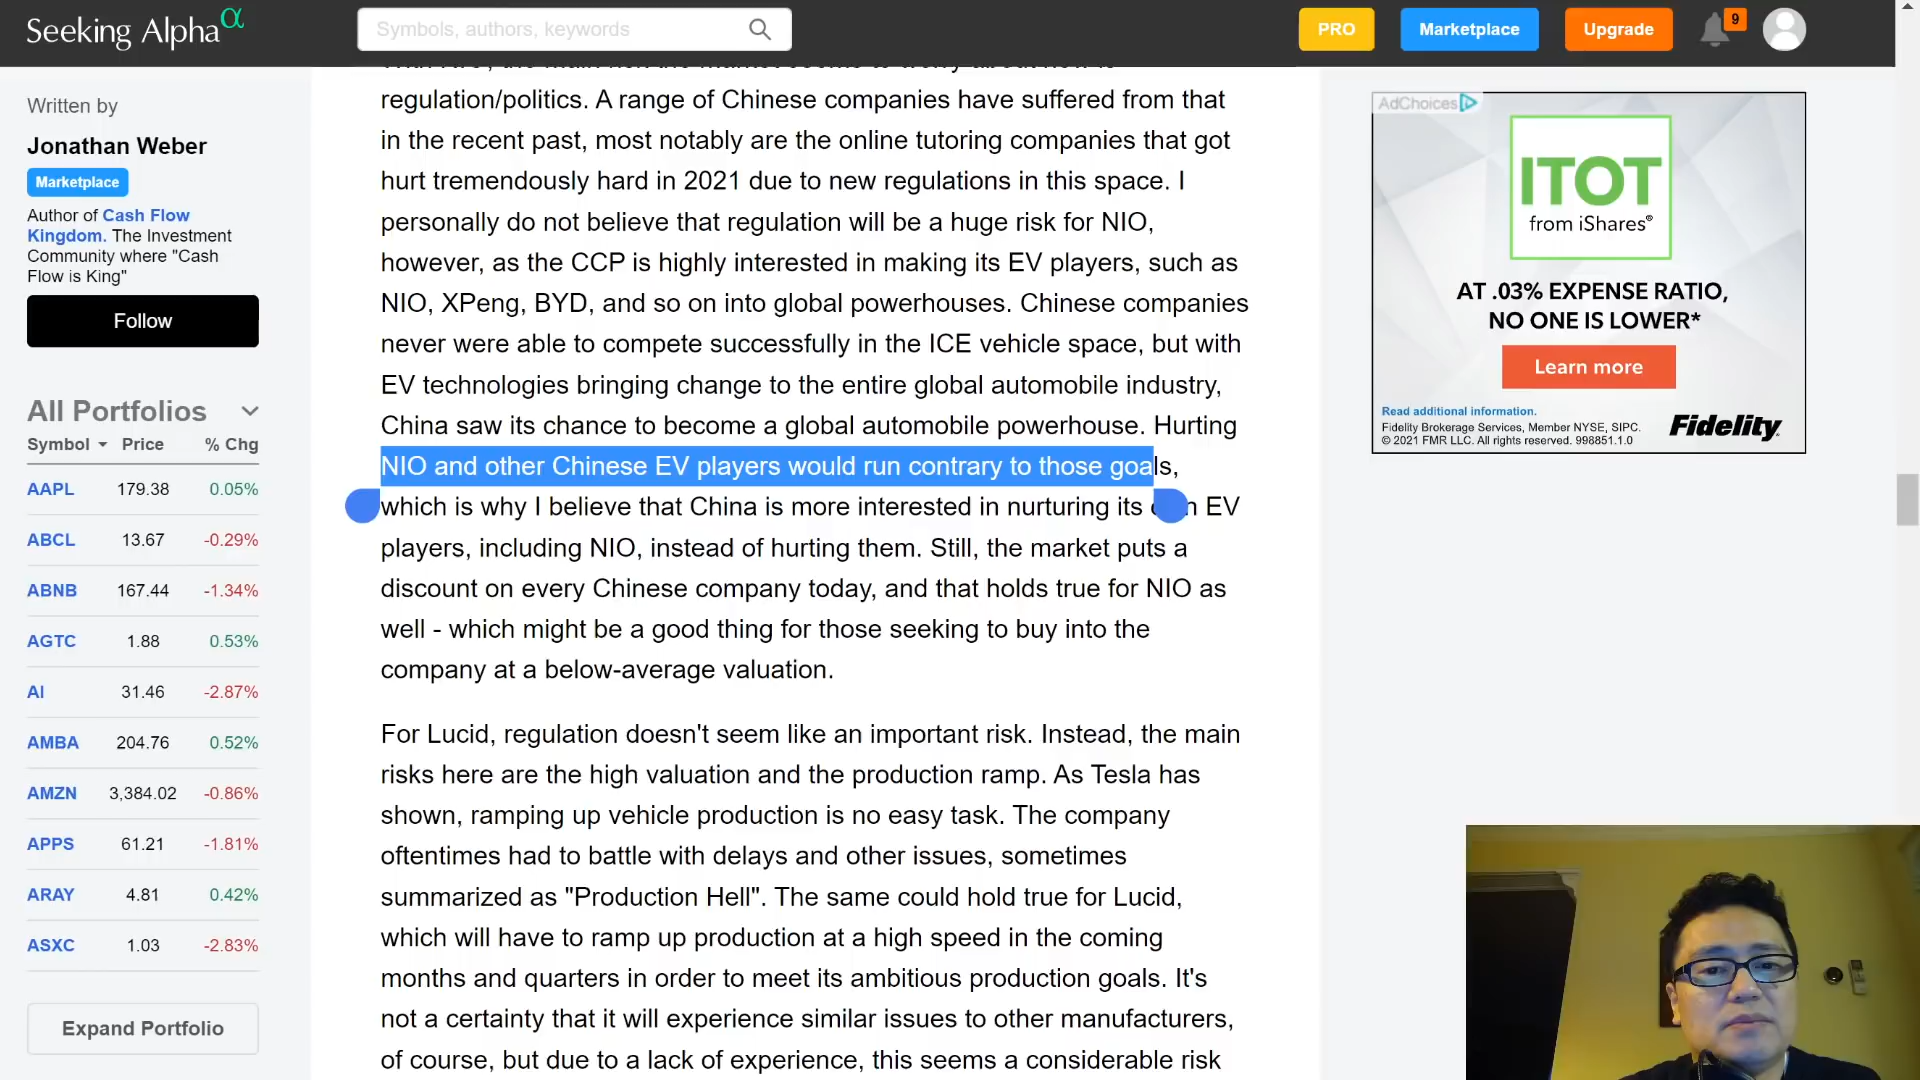 Seeking Alpha α
Symbols, authors, keywords
PRO
Marketplace
Upgrade
9
Written by
Jonathan Weber
Marketplace
Author of Cash Flow
Kingdom. The Investment
Community where "Cash
Flow is King"
Follow
All Portfolios
Symbol Price % Chg
AAPL 179.38 0.05%
ABCL 13.67 -0.29%
ABNB 167.44 -1.34%
AGTC 1.88 0.53%
AI 31.46 -2.87%
AMBA 204.76 0.52%
AMZN 3,384.02 -0.86%
APPS 61.21 -1.81%
ARAY 4.81 0.42%
ASXC 1.03 -2.83%
Expand Portfolio
regulation/politics. A range of Chinese companies have suffered from that
in the recent past, most notably are the online tutoring companies that got
hurt tremendously hard in 2021 due to new regulations in this space. I
personally do not believe that regulation will be a huge risk for NIO,
however, as the CCP is highly interested in making its EV players, such as
NIO, XPeng, BYD, and so on into global powerhouses. Chinese companies
never were able to compete successfully in the ICE vehicle space, but with
EV technologies bringing change to the entire global automobile industry,
China saw its chance to become a global automobile powerhouse. Hurting
NIO and other Chinese EV players would run contrary to those goals,
which is why I believe that China is more interested in nurturing its EV
players, including NIO, instead of hurting them. Still, the market puts a
discount on every Chinese company today, and that holds true for NIO as
well - which might be a good thing for those seeking to buy into the
company at a below-average valuation.
For Lucid, regulation doesn't seem like an important risk. Instead, the main
risks here are the high valuation and the production ramp. As Tesla has
shown, ramping up vehicle production is no easy task. The company
oftentimes had to battle with delays and other issues, sometimes
summarized as "Production Hell". The same could hold true for Lucid,
which will have to ramp up production at a high speed in the coming
months and quarters in order to meet its ambitious production goals. It's
not a certainty that it will experience similar issues to other manufacturers,
of course, but due to a lack of experience, this seems a considerable risk
AdChoices
ITOT
from iShares®
AT .03% EXPENSE RATIO,
NO ONE IS LOWER*
Learn more
Read additional information.
Fidelity Brokerage Services, Member NYSE, SIPC.
© 2021 FMR LLC. All rights reserved. 998851.1.0
Fidelity